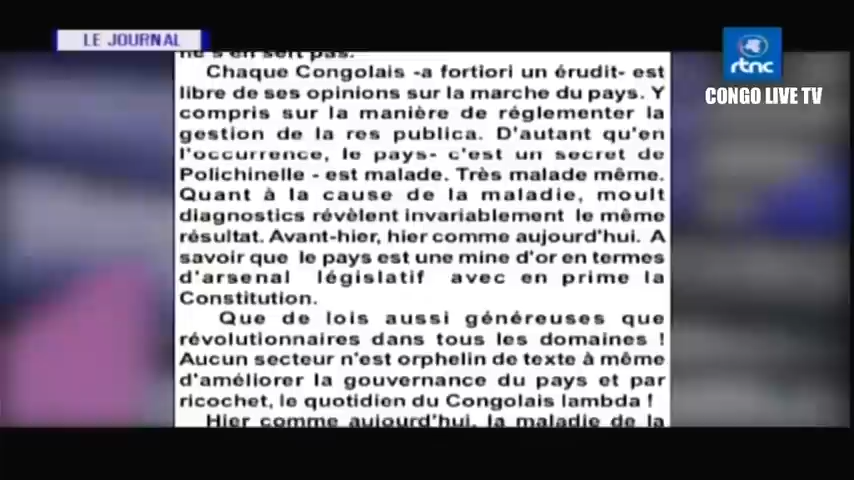 LE JOURNAL
rtnc
CONGO LIVE TV
ne s'en sert pas.
Chaque Congolais -a fortiori un érudit- est
libre de ses opinions sur la marche du pays. Y
compris sur la manière de réglementer la
gestion de la res publica. D'autant qu'en
l'occurrence, le pays- c'est un secret de
Polichinelle - est malade. Très malade même.
Quant à la cause de la maladie, moult
diagnostics révèlent invariablement le même
résultat. Avant-hier, hier comme aujourd'hui. A
savoir que le pays est une mine d'or en termes
d'arsenal législatif avec en prime la
Constitution.
Que de lois aussi généreuses que
révolutionnaires dans tous les domaines !
Aucun secteur n'est orphelin de texte à même
d'améliorer la gouvernance du pays et par
ricochet, le quotidien du Congolais lambda !
Hier comme aujourd'hui, la maladie de la